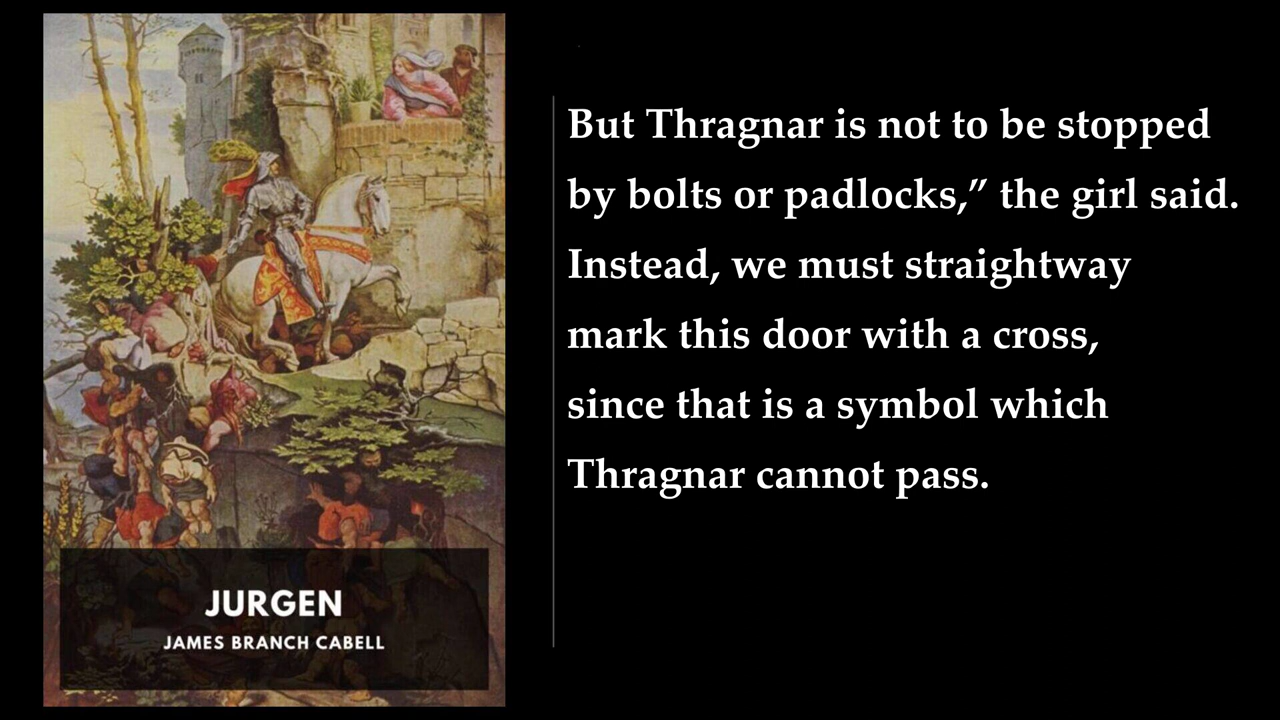 JURGEN
JAMES BRANCH CABELL
But Thragnar is not to be stopped
by bolts or padlocks,” the girl said.
Instead, we must straightway
mark this door with a cross,
since that is a symbol which
Thragnar cannot pass.